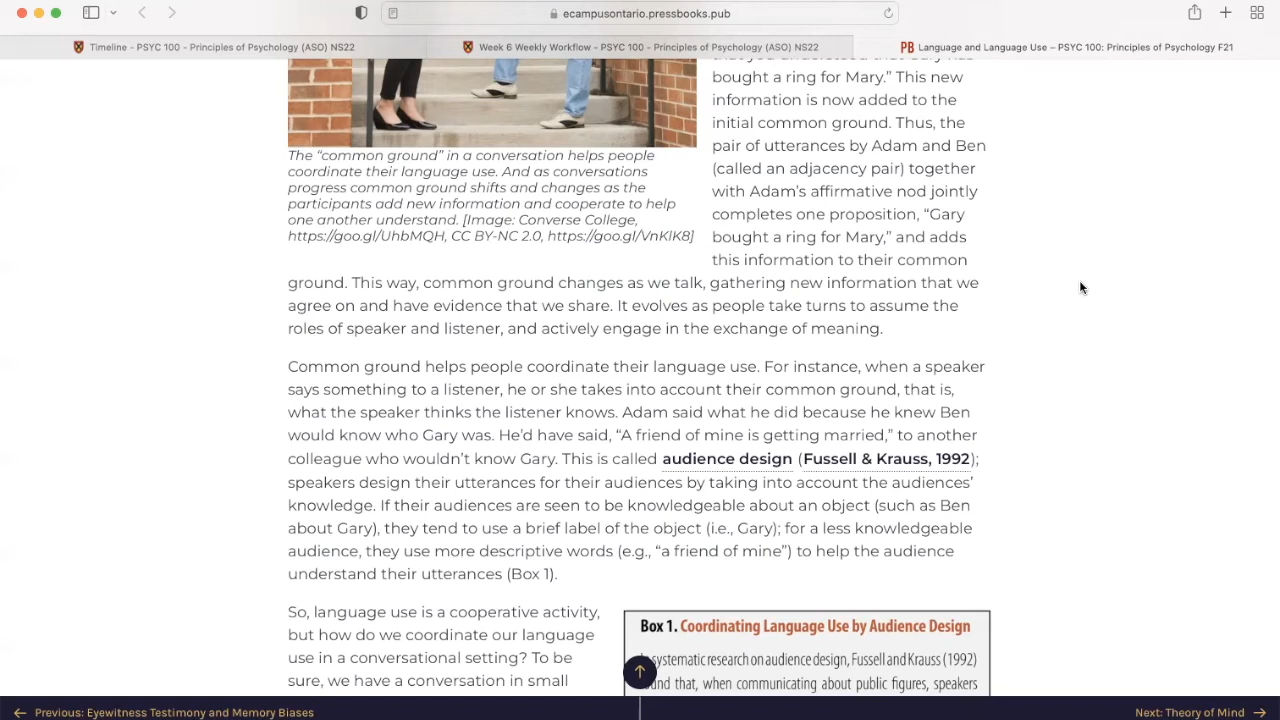 ecampusontario.pressbooks.pub
Timeline - PSYC 100 - Principles of Psychology (ASO) NS22
Week 6 Weekly Workflow - PSYC 100 - Principles of Psychology (ASO) NS22
PB Language and Language Use – PSYC 100: Principles of Psychology F21
that you understood that Gary has
bought a ring for Mary.” This new
information is now added to the
initial common ground. Thus, the
pair of utterances by Adam and Ben
(called an adjacency pair) together
with Adam’s affirmative nod jointly
completes one proposition, “Gary
bought a ring for Mary,” and adds
this information to their common
The “common ground” in a conversation helps people
coordinate their language use. And as conversations
progress common ground shifts and changes as the
participants add new information and cooperate to help
one another understand. [Image: Converse College,
https://goo.gl/UhbMQH, CC BY-NC 2.0, https://goo.gl/VnKlK8]
ground. This way, common ground changes as we talk, gathering new information that we
agree on and have evidence that we share. It evolves as people take turns to assume the
roles of speaker and listener, and actively engage in the exchange of meaning.
Common ground helps people coordinate their language use. For instance, when a speaker
says something to a listener, he or she takes into account their common ground, that is,
what the speaker thinks the listener knows. Adam said what he did because he knew Ben
would know who Gary was. He’d have said, “A friend of mine is getting married,” to another
colleague who wouldn’t know Gary. This is called audience design (Fussell & Krauss, 1992);
speakers design their utterances for their audiences by taking into account the audiences’
knowledge. If their audiences are seen to be knowledgeable about an object (such as Ben
about Gary), they tend to use a brief label of the object (i.e., Gary); for a less knowledgeable
audience, they use more descriptive words (e.g., “a friend of mine”) to help the audience
understand their utterances (Box 1).
So, language use is a cooperative activity,
but how do we coordinate our language
use in a conversational setting? To be
sure, we have a conversation in small
Box 1. Coordinating Language Use by Audience Design
systematic research on audience design, Fussell and Krauss (1992)
that, when communicating about public figures, speakers
← Previous: Eyewitness Testimony and Memory Biases
Next: Theory of Mind →